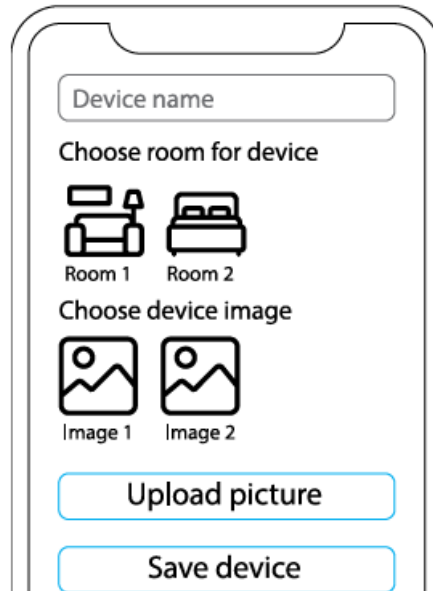 Device name
Choose room for device
Room 1 Room 2
Choose device image
Image 1 Image 2
Upload picture
Save device